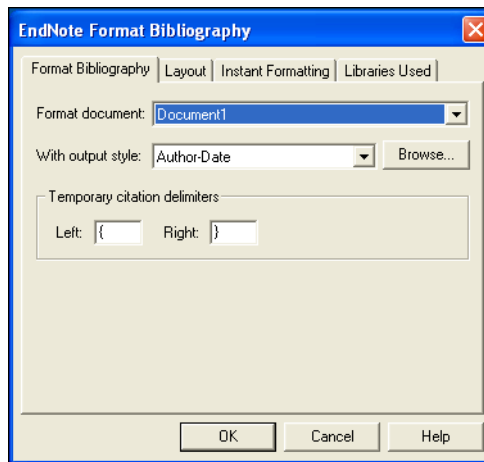 EndNote Format Bibliography
Format Bibliography Layout Instant Formatting Libraries Used
Format document: Document1
With output style: Author-Date Browse...
Temporary citation delimiters
Left: { Right: }
OK Cancel Help